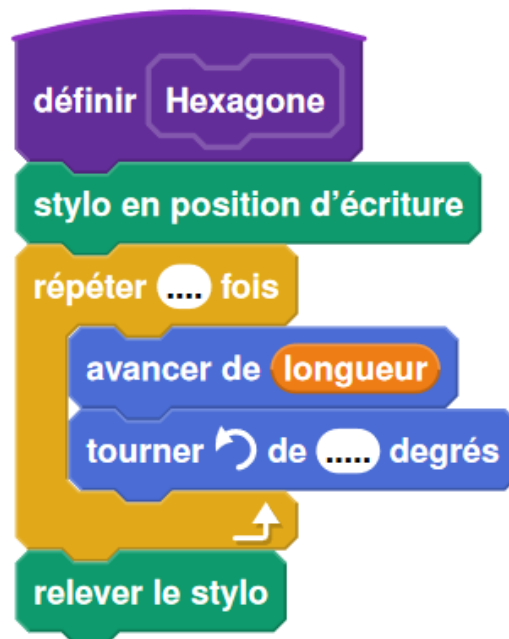 définir Hexagone
stylo en position d'écriture
répéter .... fois
avancer de longueur
tourner de ..... degrés
relever le stylo